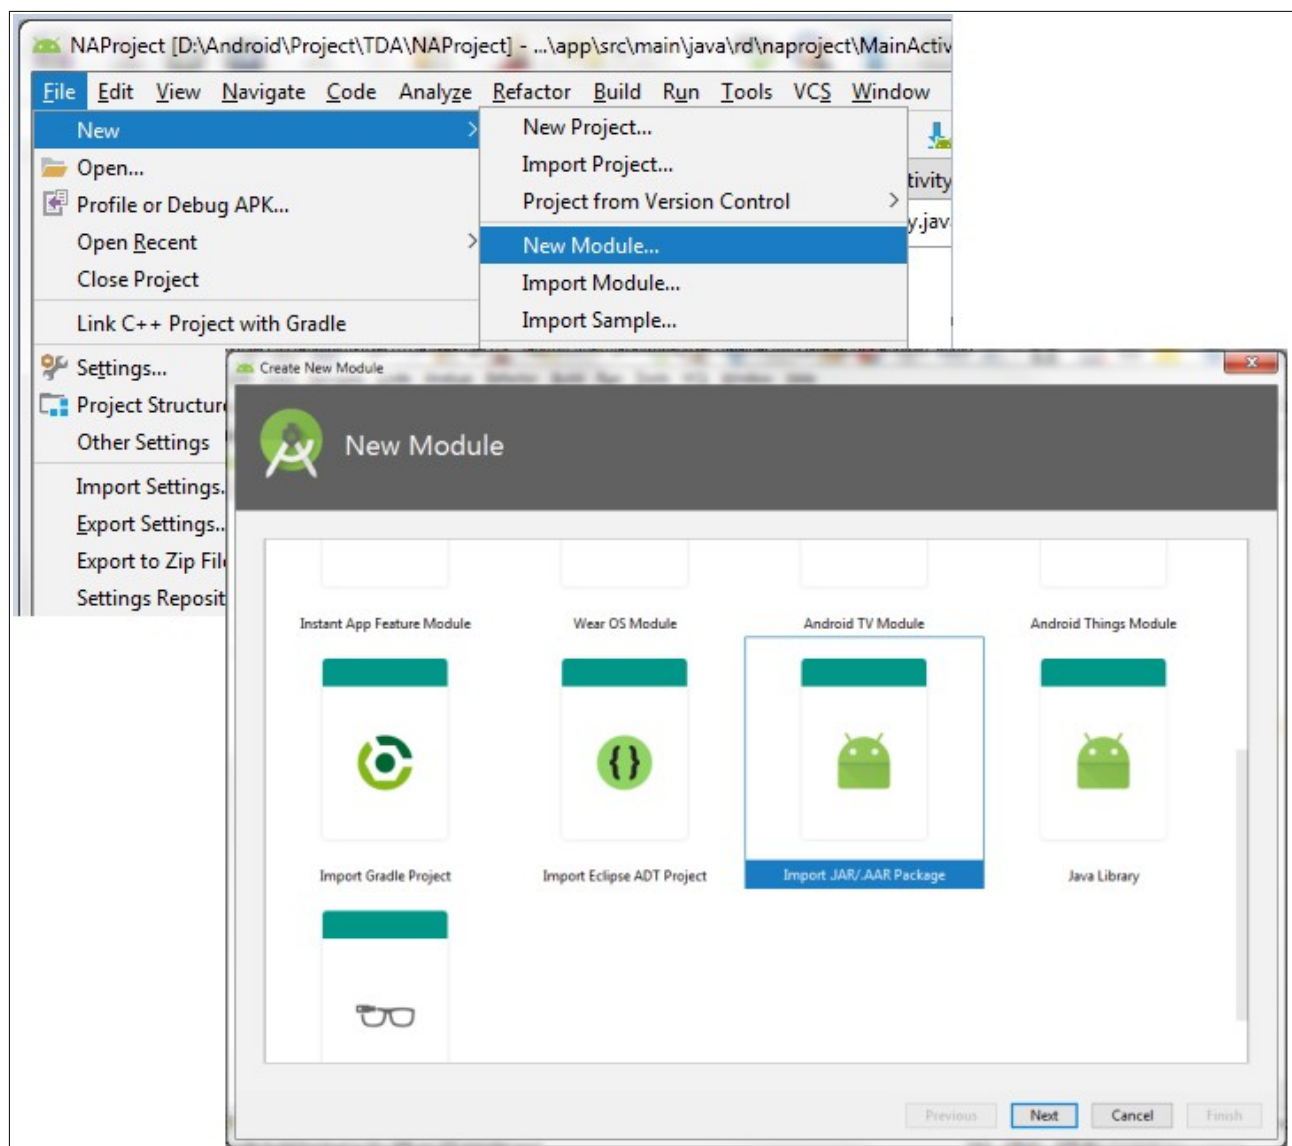 NAProject [D:\Android\Project\TDA\NAProject] - ...\app\src\main\java\rd\naproject\MainActiv
File Edit View Navigate Code Analyze Refactor Build Run Tools VCS Window
New
Open...
Profile or Debug APK...
Open Recent
Close Project
Link C++ Project with Gradle
Settings...
Project Structur
Other Settings
Import Settings.
Export Settings..
Export to Zip Fil
Settings Reposit
New Project...
Import Project...
Project from Version Control
New Module...
Import Module...
Import Sample...
tivity
y.jav
Create New Module
New Module
Instant App Feature Module Wear OS Module Android TV Module Android Things Module
Import Gradle Project Import Eclipse ADT Project Import .JAR/.AAR Package Java Library
Previous Next Cancel Finish